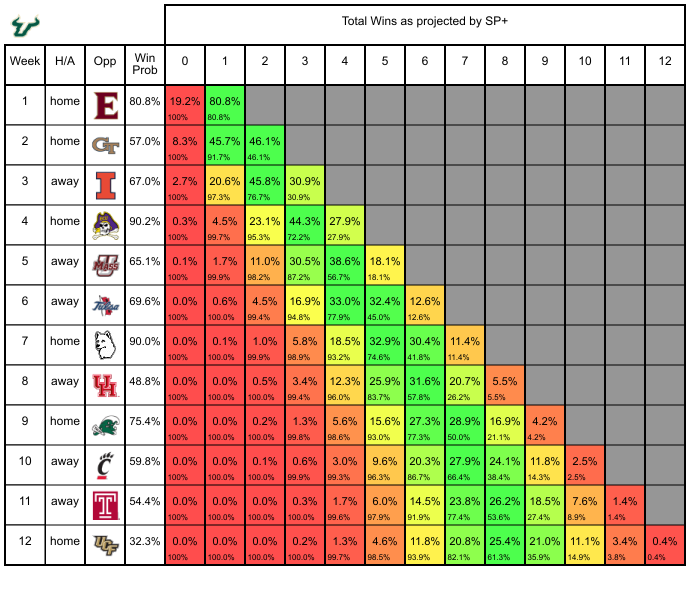 Total Wins as projected by SP+
Week H/A Opp Win Prob 0 1 2 3 4 5 6 7 8 9 10 11 12
1 home E 80.8% 19.2% 80.8%
100% 80.8%
2 home GT 57.0% 8.3% 45.7% 46.1%
100% 91.7% 46.1%
3 away I 67.0% 2.7% 20.6% 45.8% 30.9%
100% 97.3% 76.7% 30.9%
4 home 90.2% 0.3% 4.5% 23.1% 44.3% 27.9%
100% 99.7% 95.3% 72.2% 27.9%
5 away Mass 65.1% 0.1% 1.7% 11.0% 30.5% 38.6% 18.1%
100% 99.9% 98.2% 87.2% 56.7% 18.1%
6 away Tulsa 69.6% 0.0% 0.6% 4.5% 16.9% 33.0% 32.4% 12.6%
100% 100.0% 99.4% 94.8% 77.9% 45.0% 12.6%
7 home 90.0% 0.0% 0.1% 1.0% 5.8% 18.5% 32.9% 30.4% 11.4%
100% 100.0% 99.9% 98.9% 93.2% 74.6% 41.8% 11.4%
8 away UH 48.8% 0.0% 0.0% 0.5% 3.4% 12.3% 25.9% 31.6% 20.7% 5.5%
100% 100.0% 100.0% 99.4% 96.0% 83.7% 57.8% 26.2% 5.5%
9 home 75.4% 0.0% 0.0% 0.2% 1.3% 5.6% 15.6% 27.3% 28.9% 16.9% 4.2%
100% 100.0% 100.0% 99.8% 98.6% 93.0% 77.3% 50.0% 21.1% 4.2%
10 away C 59.8% 0.0% 0.0% 0.1% 0.6% 3.0% 9.6% 20.3% 27.9% 24.1% 11.8% 2.5%
100% 100.0% 100.0% 99.9% 99.3% 96.3% 86.7% 66.4% 38.4% 14.3% 2.5%
11 away T 54.4% 0.0% 0.0% 0.0% 0.3% 1.7% 6.0% 14.5% 23.8% 26.2% 18.5% 7.6% 1.4%
100% 100.0% 100.0% 100.0% 99.6% 97.9% 91.9% 77.4% 53.6% 27.4% 8.9% 1.4%
12 home UCF 32.3% 0.0% 0.0% 0.0% 0.2% 1.3% 4.6% 11.8% 20.8% 25.4% 21.0% 11.1% 3.4% 0.4%
100% 100.0% 100.0% 100.0% 99.7% 98.5% 93.9% 82.1% 61.3% 35.9% 14.9% 3.8% 0.4%